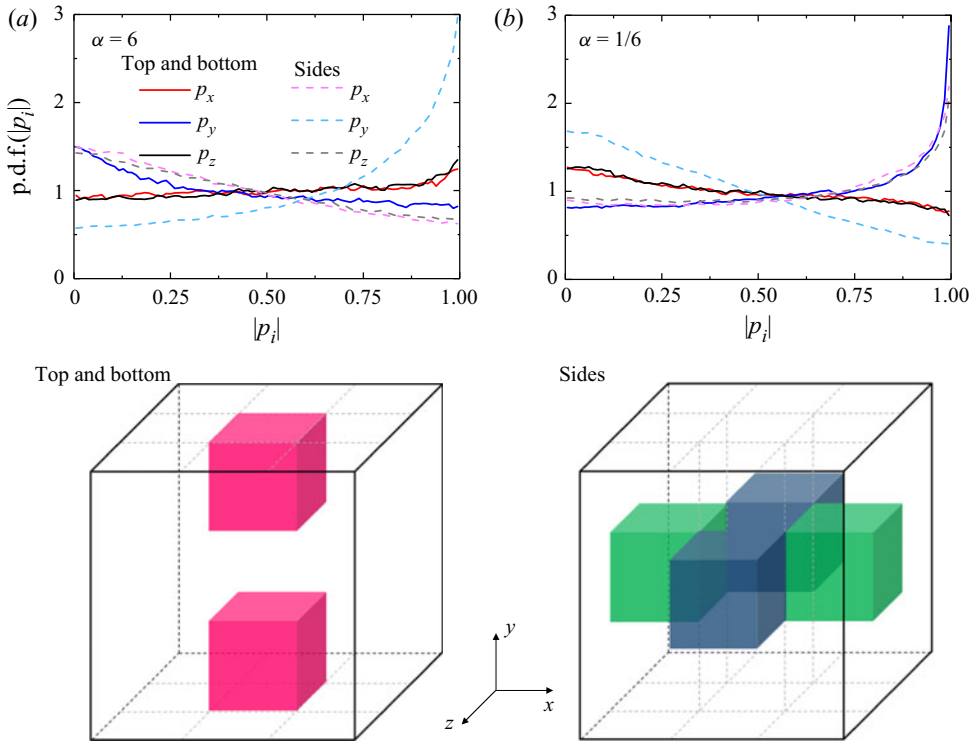 (a)
α = 6
Top and bottom
Sides
p_x
p_x
p_y
p_y
p_z
p_z
p.d.f.(|p_i|)
3
2
1
0
0
0.25
0.50
0.75
1.00
|p_i|
(b)
α = 1/6
3
2
1
0
0
0.25
0.50
0.75
1.00
|p_i|
Top and bottom
Sides
y
x
z